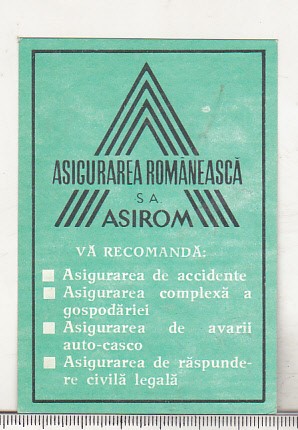 ASIGURAREA ROMÂNEASCĂ
S.A.
ASIROM
VĂ RECOMANDĂ:
Asigurarea de accidente
Asigurarea complexă a
gospodăriei
Asigurarea de avarii
auto-casco
Asigurarea de răspunde-
re civilă legală